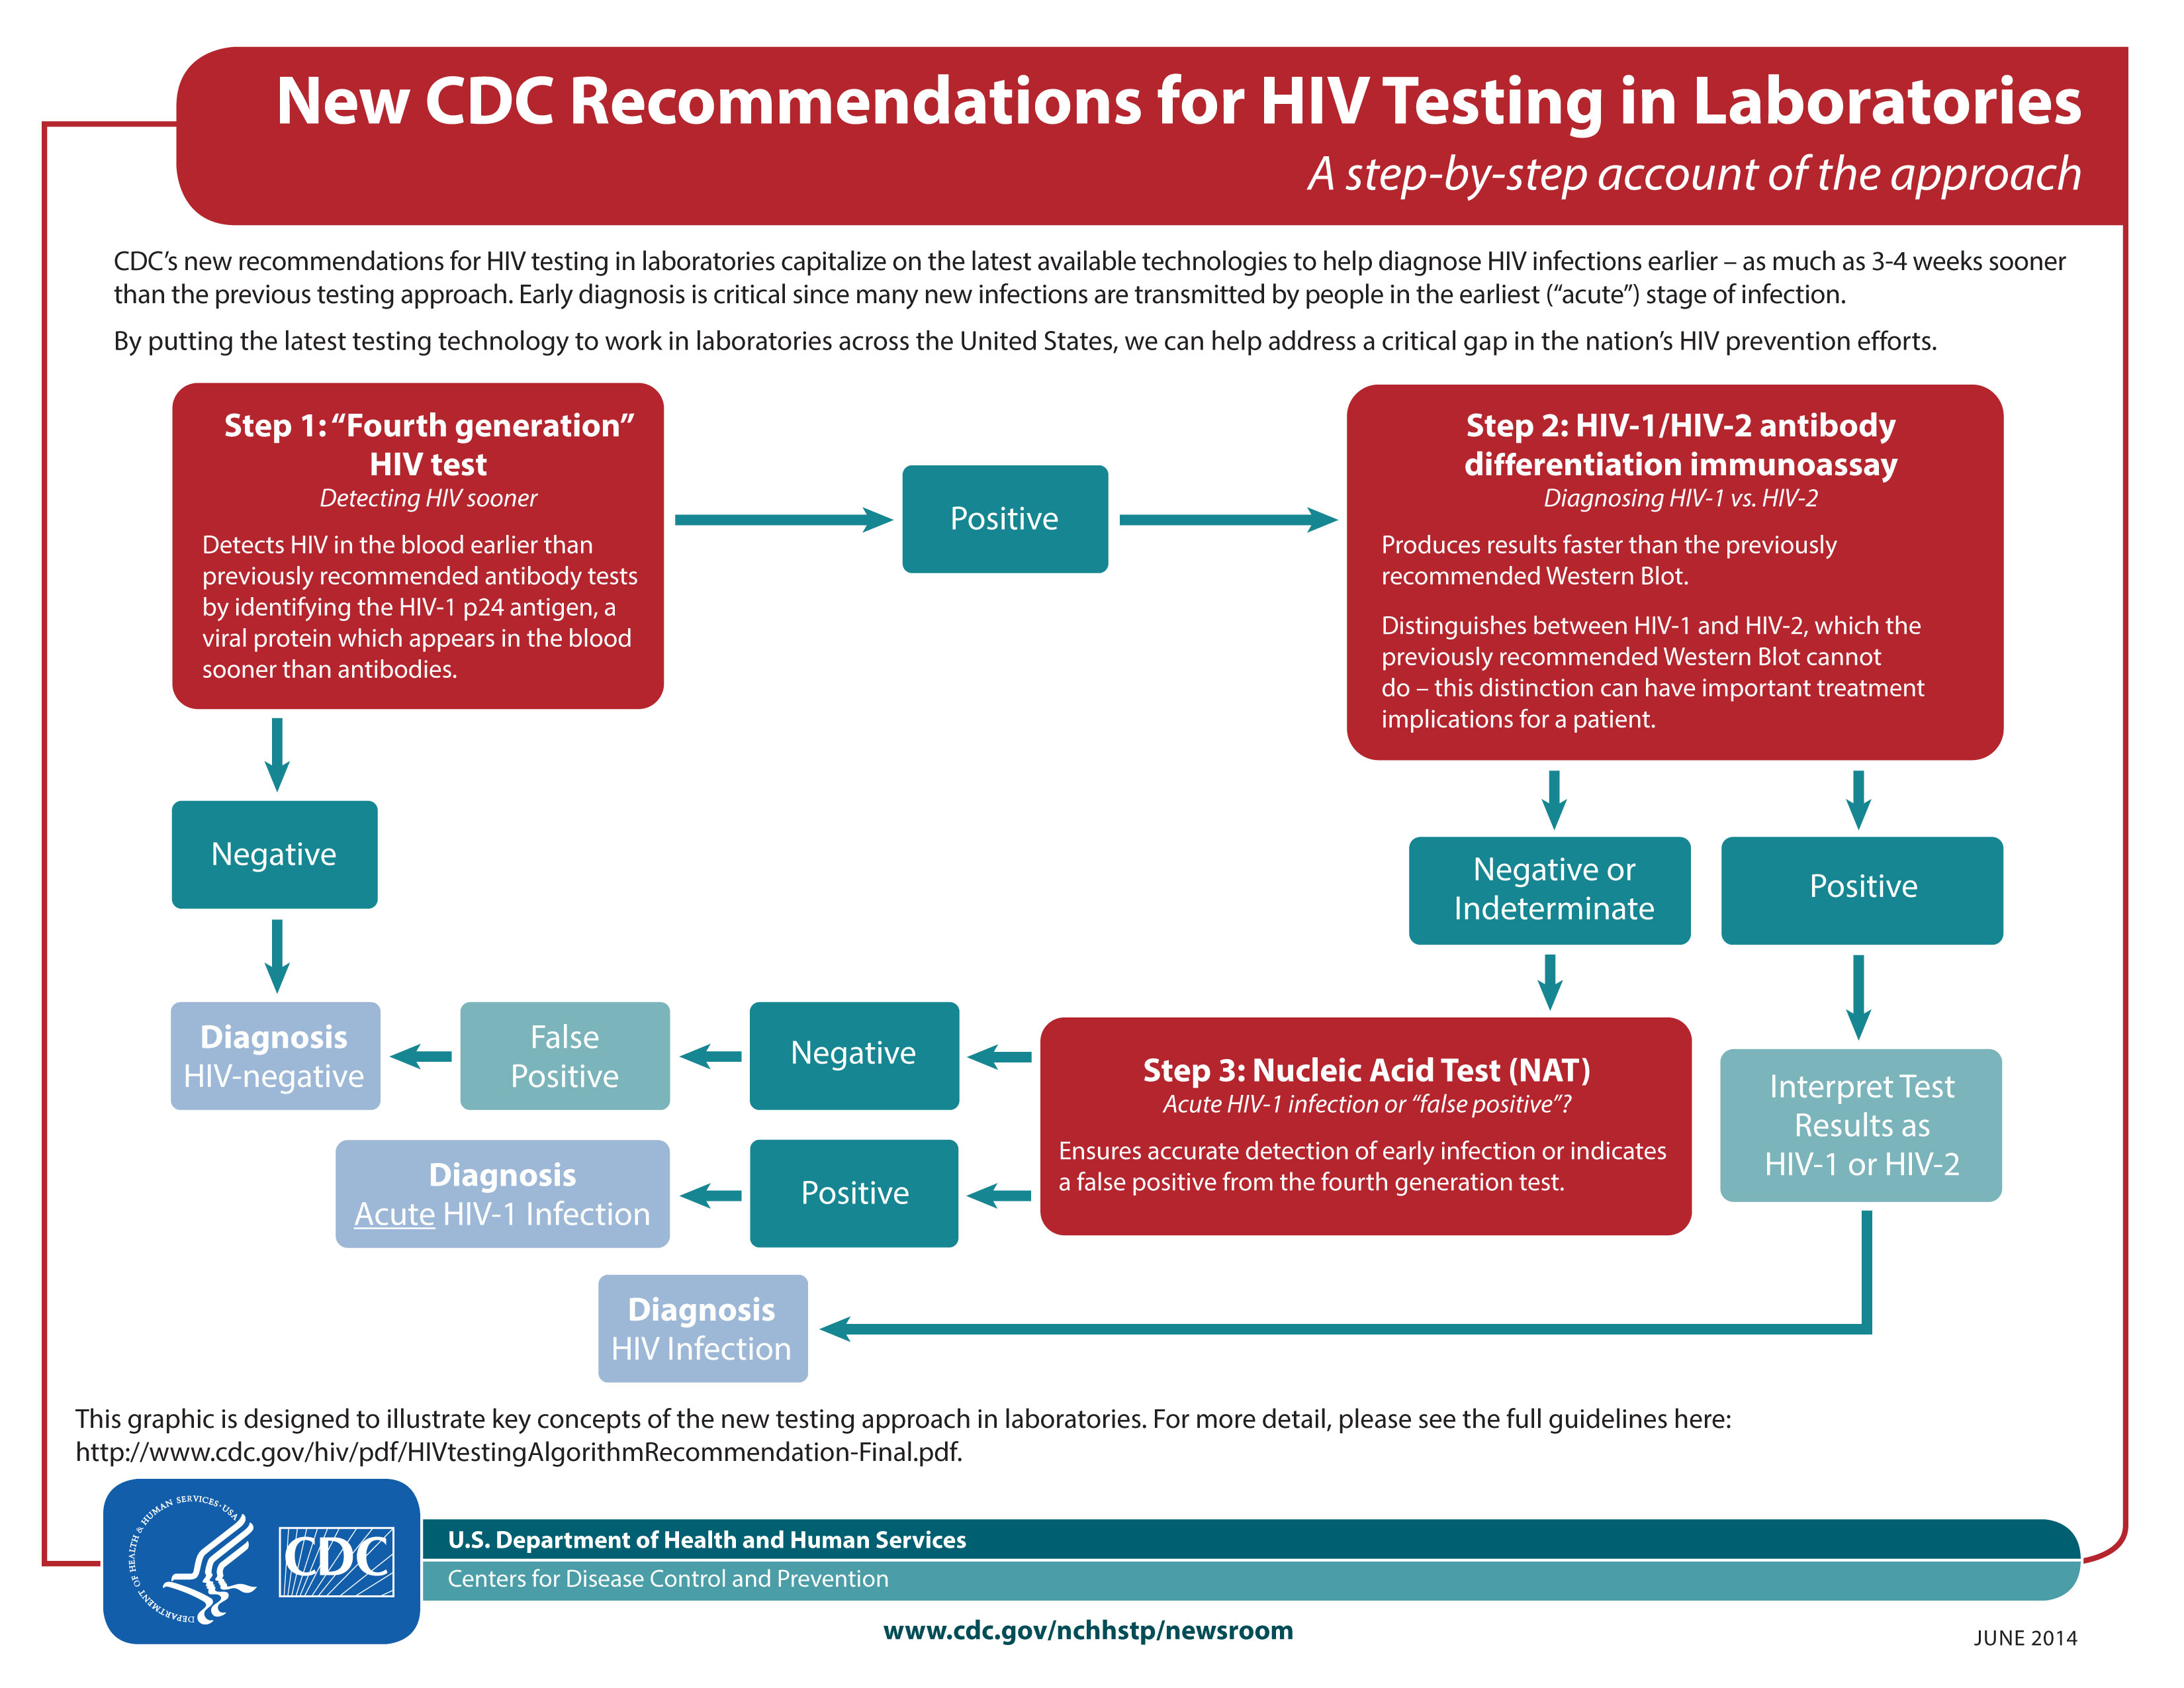 New CDC Recommendations for HIV Testing in Laboratories
A step-by-step account of the approach
CDC’s new recommendations for HIV testing in laboratories capitalize on the latest available technologies to help diagnose HIV infections earlier – as much as 3-4 weeks sooner
than the previous testing approach. Early diagnosis is critical since many new infections are transmitted by people in the earliest (“acute”) stage of infection.
By putting the latest testing technology to work in laboratories across the United States, we can help address a critical gap in the nation’s HIV prevention efforts.
Step 1: “Fourth generation”
HIV test
Detecting HIV sooner
Detects HIV in the blood earlier than
previously recommended antibody tests
by identifying the HIV-1 p24 antigen, a
viral protein which appears in the blood
sooner than antibodies.
Positive
Step 2: HIV-1/HIV-2 antibody
differentiation immunoassay
Diagnosing HIV-1 vs. HIV-2
Produces results faster than the previously
recommended Western Blot.
Distinguishes between HIV-1 and HIV-2, which the
previously recommended Western Blot cannot
do – this distinction can have important treatment
implications for a patient.
Negative
Negative or
Indeterminate
Positive
Diagnosis
HIV-negative
False
Positive
Negative
Step 3: Nucleic Acid Test (NAT)
Acute HIV-1 infection or “false positive”?
Ensures accurate detection of early infection or indicates
a false positive from the fourth generation test.
Interpret Test
Results as
HIV-1 or HIV-2
Diagnosis
Acute HIV-1 Infection
Positive
Diagnosis
HIV Infection
This graphic is designed to illustrate key concepts of the new testing approach in laboratories. For more detail, please see the full guidelines here:
http://www.cdc.gov/hiv/pdf/HIVtestingAlgorithmRecommendation-Final.pdf.
DEPARTMENT OF HEALTH & HUMAN SERVICES · USA
CDC
U.S. Department of Health and Human Services
Centers for Disease Control and Prevention
www.cdc.gov/nchhstp/newsroom
JUNE 2014